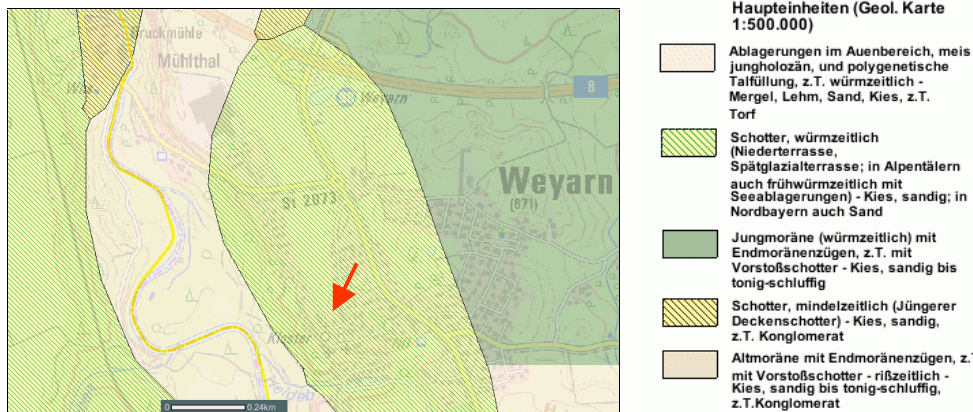 Bruckmühle
Mühlthal
Weyarn
8
Weyarn
(671)
St 2073
Kloster
0
0.24km
Haupteinheiten (Geol. Karte
1:500.000)
Ablagerungen im Auenbereich, meis
jungholozän, und polygenetische
Talfüllung, z.T. würmzeitlich -
Mergel, Lehm, Sand, Kies, z.T.
Torf
Schotter, würmzeitlich
(Niederterrasse,
Spätglazialterrasse; in Alpentälern
auch frühwürmzeitlich mit
Seeablagerungen) - Kies, sandig; in
Nordbayern auch Sand
Jungmoräne (würmzeitlich) mit
Endmoränenzügen, z.T. mit
Vorstoßschotter - Kies, sandig bis
tonig-schluffig
Schotter, mindelzeitlich (Jüngerer
Deckenschotter) - Kies, sandig,
z.T. Konglomerat
Altmoräne mit Endmoränenzügen, z.T
mit Vorstoßschotter - rißzeitlich -
Kies, sandig bis tonig-schluffig,
z.T.Konglomerat